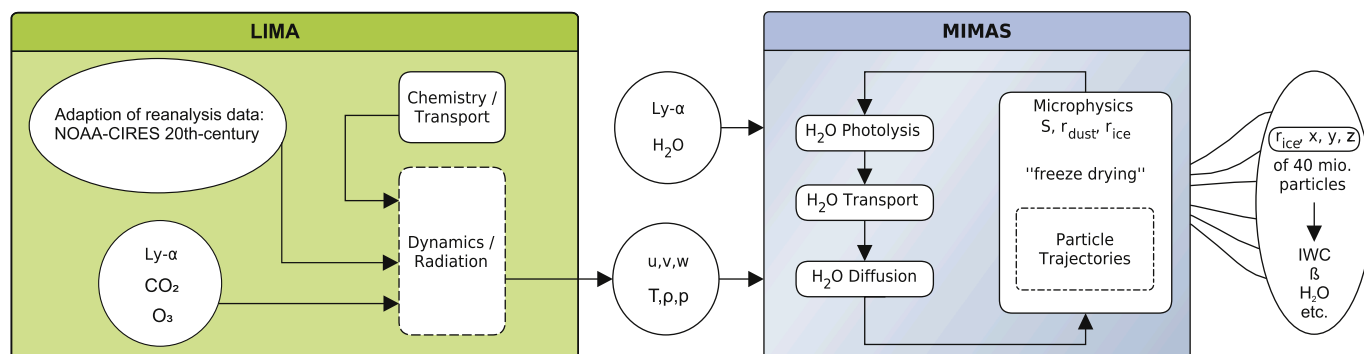 LIMA
Adaption of reanalysis data:
NOAA-CIRES 20th-century
Chemistry /
Transport
Ly-α
CO₂
O₃
Dynamics /
Radiation
Ly-α
H₂O
u,v,w
T,ρ,p
MIMAS
H₂O Photolysis
H₂O Transport
H₂O Diffusion
Microphysics
S, r_dust, r_ice
"freeze drying"
Particle
Trajectories
r_ice, x, y, z
of 40 mio.
particles
IWC
ß
H₂O
etc.